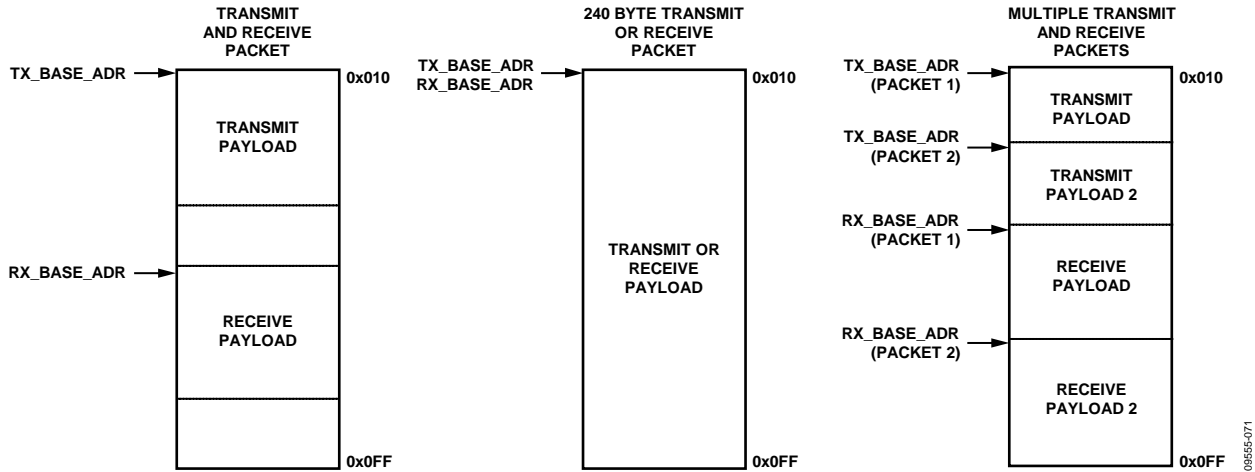 TRANSMIT
AND RECEIVE
PACKET
TX_BASE_ADR
0x010
TRANSMIT
PAYLOAD
RX_BASE_ADR
RECEIVE
PAYLOAD
0x0FF
240 BYTE TRANSMIT
OR RECEIVE
PACKET
TX_BASE_ADR
RX_BASE_ADR
0x010
TRANSMIT OR
RECEIVE
PAYLOAD
0x0FF
MULTIPLE TRANSMIT
AND RECEIVE
PACKETS
TX_BASE_ADR
(PACKET 1)
0x010
TRANSMIT
PAYLOAD
TX_BASE_ADR
(PACKET 2)
TRANSMIT
PAYLOAD 2
RX_BASE_ADR
(PACKET 1)
RECEIVE
PAYLOAD
RX_BASE_ADR
(PACKET 2)
RECEIVE
PAYLOAD 2
0x0FF
09555-071